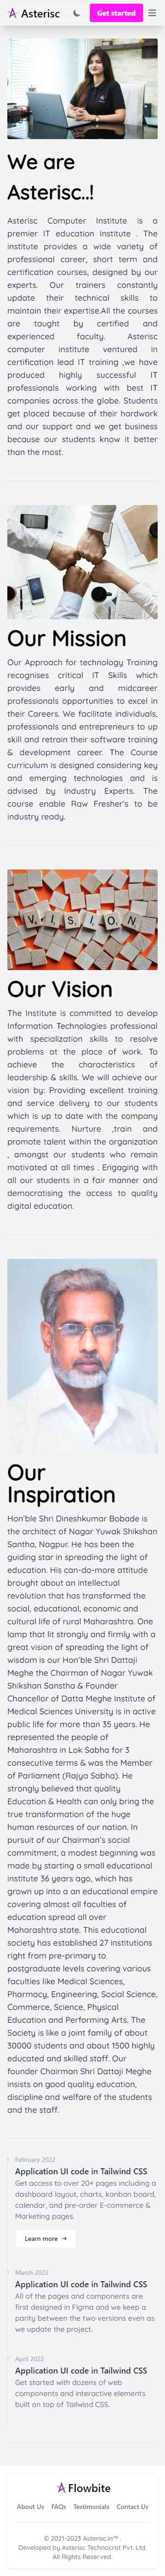 Asterisc
Get started
We are
Asterisc..!
Asterisc Computer Institute is a
premier IT education Institute . The
institute provides a wide variety of
professional career, short term and
certification courses, designed by our
experts. Our trainers constantly
update their technical skills to
maintain their expertise.All the courses
are taught by certified and
experienced faculty. Asterisc
computer institute ventured in
certification lead IT training ,we have
produced highly successful IT
professionals working with best IT
companies across the globe. Students
get placed because of their hardwork
and our support and we get business
because our students know it better
than the most.
Our Mission
Our Approach for technology Training
recognises critical IT Skills which
provides early and midcareer
professionals opportunities to excel in
their Careers. We facilitate individuals,
professionals and entrepreneurs to up
skill and retrain their software training
& development career. The Course
curriculum is designed considering key
and emerging technologies and is
advised by Industry Experts. The
course enable Raw Fresher's to be
industry ready.
VISION
Our Vision
The Institute is committed to develop
Information Technologies professional
with specialization skills to resolve
problems at the place of work. To
achieve the characteristics of
leadership & skills. We will achieve our
vision by: Providing excellent training
and service delivery to our students
which is up to date with the company
requirements. Nurture ,train and
promote talent within the organization
, amongst our students who remain
motivated at all times . Engaging with
all our students in a fair manner and
democratising the access to quality
digital education.
Our
Inspiration
Hon'ble Shri Dineshkumar Bobade is
the architect of Nagar Yuwak Shikshan
Santha, Nagpur. He has been the
guiding star in spreading the light of
education. His can-do-more attitude
brought about an intellectual
revolution that has transformed the
social, educational, economic and
cultural life of rural Maharashtra. One
lamp that lit strongly and firmly with a
great vision of spreading the light of
wisdom is our Hon'ble Shri Dattaji
Meghe the Chairman of Nagar Yuwak
Shikshan Sanstha & Founder
Chancellor of Datta Meghe Institute of
Medical Sciences University is in active
public life for more than 35 years. He
represented the people of
Maharashtra in Lok Sabha for 3
consecutive terms & was the Member
of Parliament (Rajya Sabha). He
strongly believed that quality
Education & Health can only bring the
true transformation of the huge
human resources of our nation. In
pursuit of our Chairman's social
commitment, a modest beginning was
made by starting a small educational
institute 36 years ago, which has
grown up into a an educational empire
covering almost all faculties of
education spread all over
Maharashtra state. This educational
society has established 27 institutions
right from pre-primary to
postgraduate levels covering various
faculties like Medical Sciences,
Pharmacy, Engineering, Social Science,
Commerce, Science, Physical
Education and Performing Arts. The
Society is like a joint family of about
30000 students and about 1500 highly
educated and skilled staff. Our
founder Chairman Shri Dattaji Meghe
insists on good quality education,
discipline and welfare of the students
and the staff.
February 2022
Application UI code in Tailwind CSS
Get access to over 20+ pages including a
dashboard layout, charts, kanban board,
calendar, and pre-order E-commerce &
Marketing pages.
Learn more →
March 2022
Application UI code in Tailwind CSS
All of the pages and components are
first designed in Figma and we keep a
parity between the two versions even as
we update the project.
April 2022
Application UI code in Tailwind CSS
Get started with dozens of web
components and interactive elements
built on top of Tailwind CSS.
Flowbite
About Us FAQs Testimonials Contact Us
© 2021-2023 Asterisc.in™ .
Developed by Asterisc Technocrat Pvt. Ltd.
All Rights Reserved.